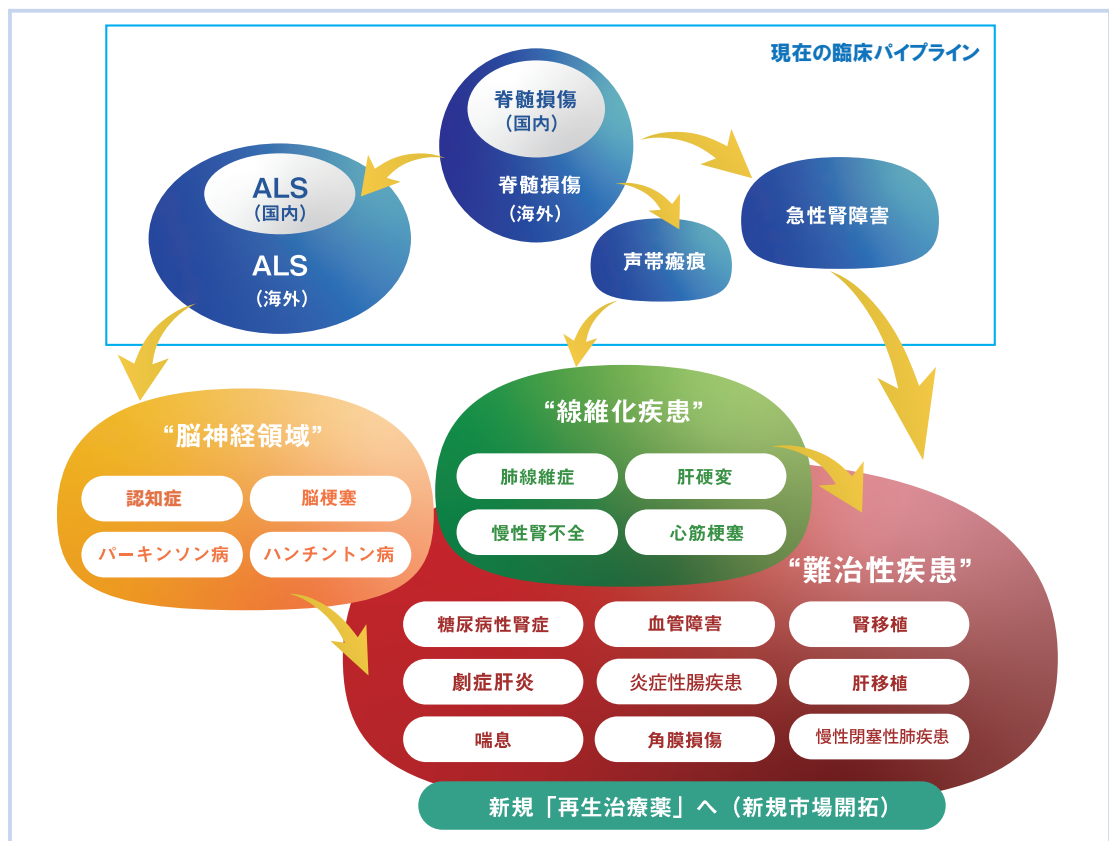 現在の臨床パイプライン
脊髄損傷
（国内）
脊髄損傷
（海外）
ALS
（国内）
ALS
（海外）
声帯瘢痕
急性腎障害
“脳神経領域”
認知症
脳梗塞
パーキンソン病
ハンチントン病
“線維化疾患”
肺線維症
肝硬変
慢性腎不全
心筋梗塞
“難治性疾患”
糖尿病性腎症
血管障害
腎移植
劇症肝炎
炎症性腸疾患
肝移植
喘息
角膜損傷
慢性閉塞性肺疾患
新規「再生治療薬」へ（新規市場開拓）